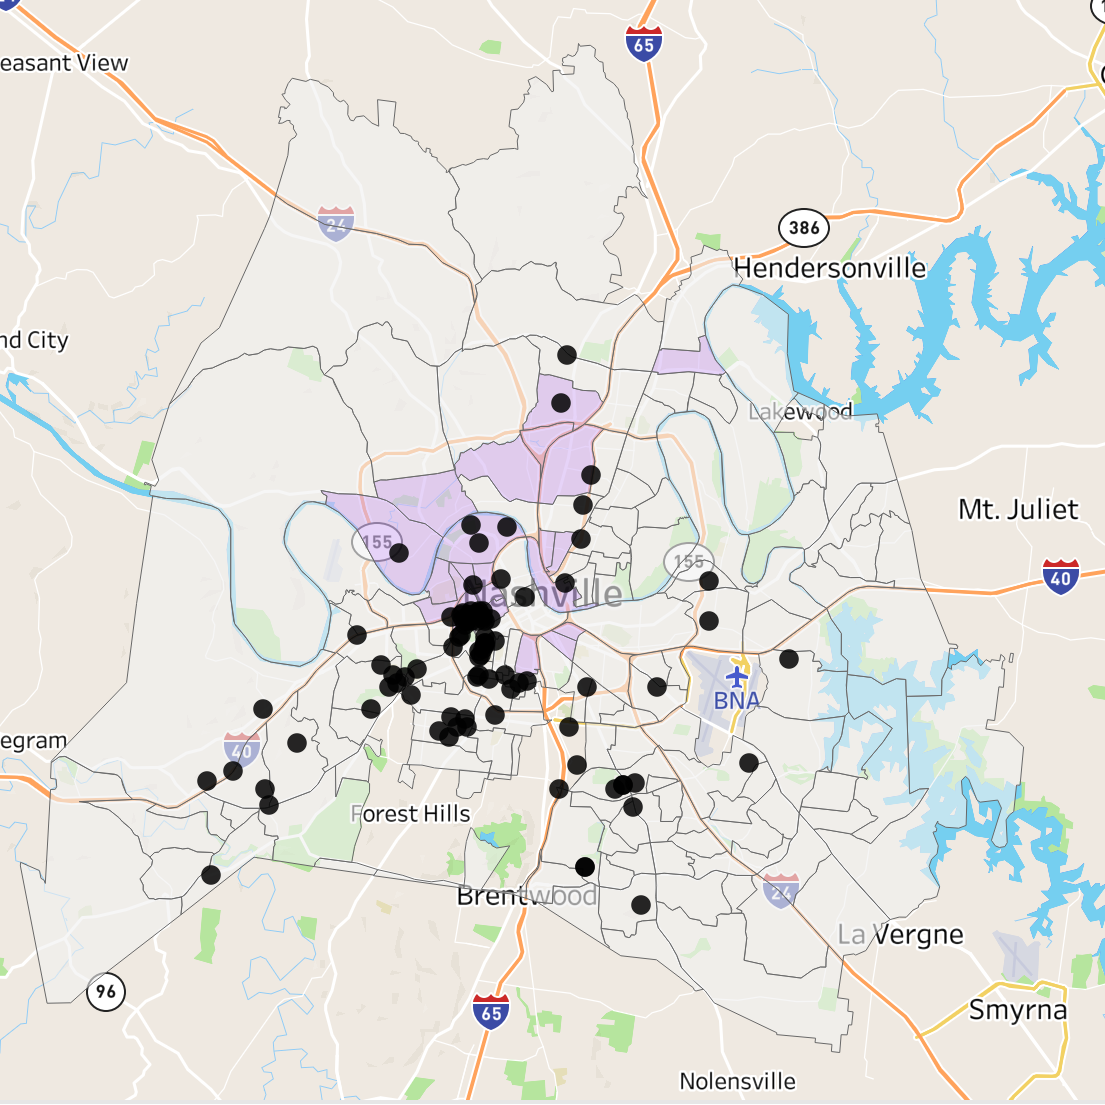 65
easant View
24
386
Hendersonville
nd City
Lakewood
Mt. Juliet
155
155
40
Nashville
BNA
egram
40
Forest Hills
24
Brentwood
La Vergne
96
65
Smyrna
Nolensville